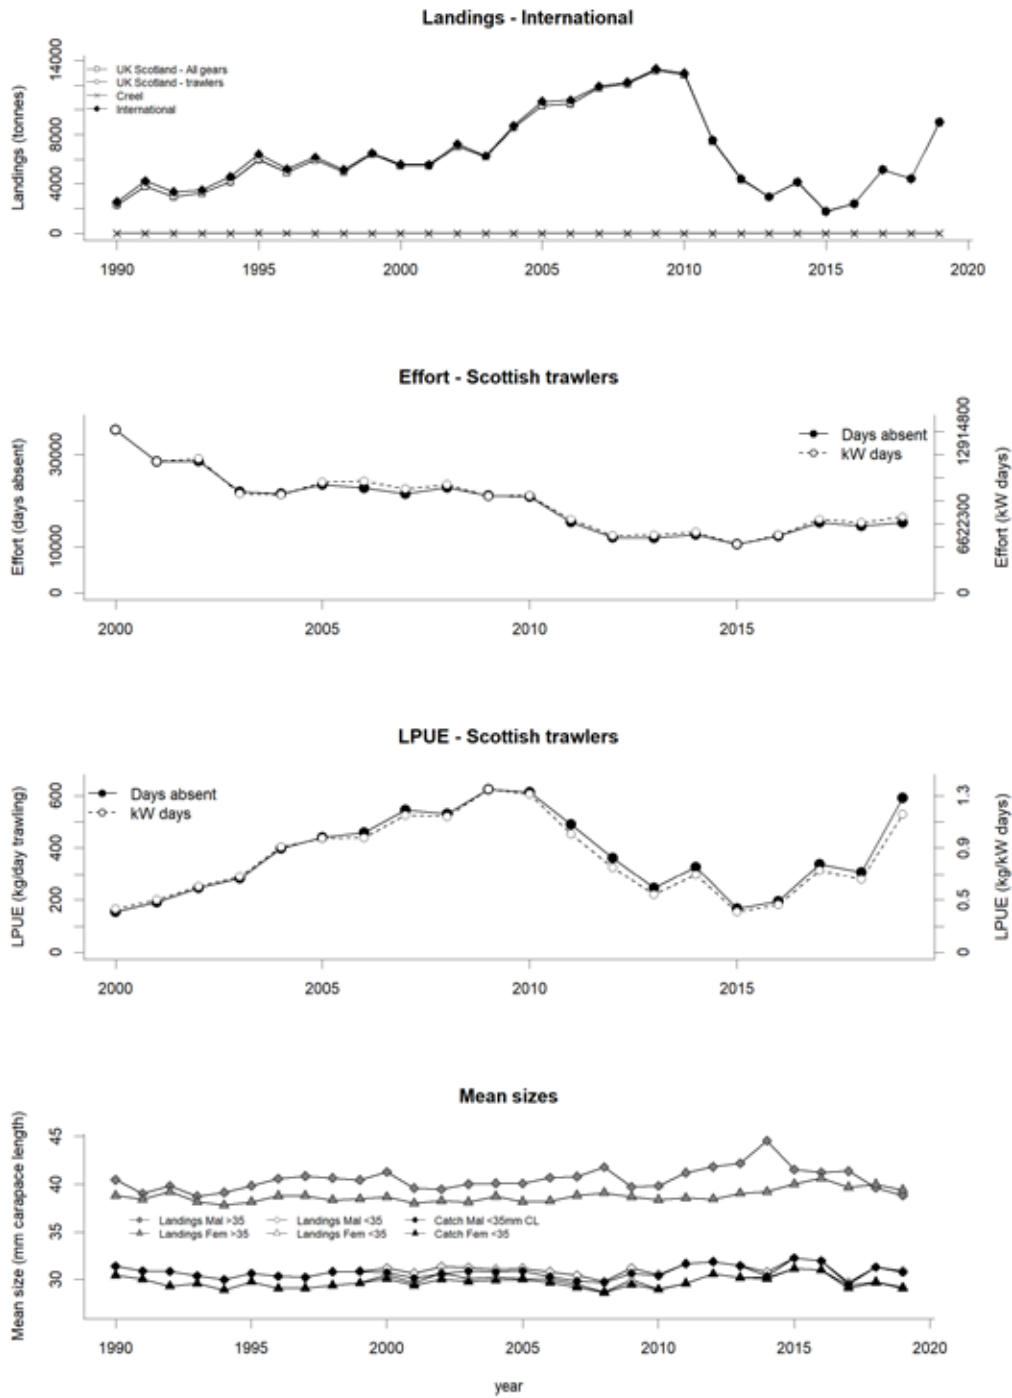 Landings - International
Landings (tonnes)
14000
8000
4000
0
UK Scotland - All gears
UK Scotland - trawlers
Creel
International
1990 1995 2000 2005 2010 2015 2020
Effort - Scottish trawlers
Effort (days absent)
30000
10000
0
Days absent
kW days
12914800
6622300
0
Effort (kW days)
2000 2005 2010 2015
LPUE - Scottish trawlers
LPUE (kg/day trawling)
600
400
200
0
Days absent
kW days
1.3
0.9
0.5
0
LPUE (kg/kW days)
2000 2005 2010 2015
Mean sizes
Mean size (mm carapace length)
45
40
35
30
Landings Mal >35 Landings Mal <35 Catch Mal <35mm CL
Landings Fem >35 Landings Fem <35 Catch Fem <35
1990 1995 2000 2005 2010 2015 2020
year